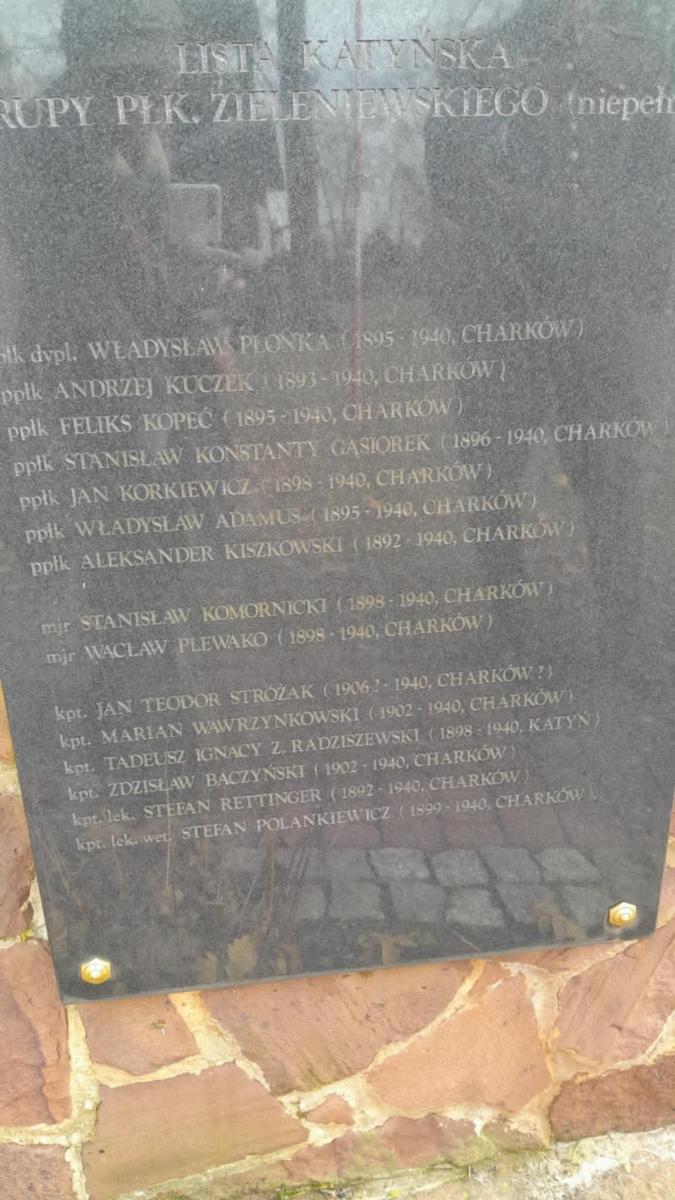 LISTA KATYŃSKA
RUPY PŁK. ZIELENIEWSKIEGO (niepełn
płk dypl. WŁADYSŁAW PŁONKA (1895 - 1940, CHARKÓW)
ppłk ANDRZEJ KUCZEK (1893 - 1940, CHARKÓW)
ppłk FELIKS KOPEĆ (1895 - 1940, CHARKÓW)
ppłk STANISŁAW KONSTANTY GĄSIOREK (1896 - 1940, CHARKÓW)
ppłk JAN KORKIEWICZ (1898 - 1940, CHARKÓW)
ppłk WŁADYSŁAW ADAMUS (1895 - 1940, CHARKÓW)
ppłk ALEKSANDER KISZKOWSKI (1892 - 1940, CHARKÓW)
mjr STANISŁAW KOMORNICKI (1898 - 1940, CHARKÓW)
mjr WACŁAW PLEWAKO (1898 - 1940, CHARKÓW)
kpt. JAN TEODOR STRÓŻAK (1906? - 1940, CHARKÓW?)
kpt. MARIAN WAWRZYNKOWSKI (1902 - 1940, CHARKÓW)
kpt. TADEUSZ IGNACY Z. RADZISZEWSKI (1898 - 1940, KATYŃ)
kpt. ZDZISŁAW BACZYŃSKI (1902 - 1940, CHARKÓW)
kpt. lek. STEFAN RETTINGER (1892 - 1940, CHARKÓW)
kpt. lek. wet. STEFAN POLANKIEWICZ (1899 - 1940, CHARKÓW).